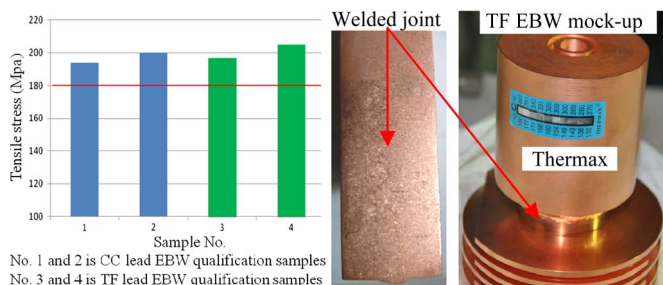 Tensile stress (Mpa)
220
200
180
160
140
120
100
1
2
3
4
Sample No.
No. 1 and 2 is CC lead EBW qualification samples
No. 3 and 4 is TF lead EBW qualification samples
Welded joint
TF EBW mock-up
Thermax